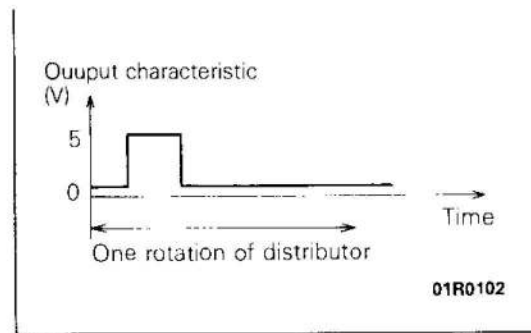 Ouuput characteristic
(V)
5
0
Time
One rotation of distributor
01R0102